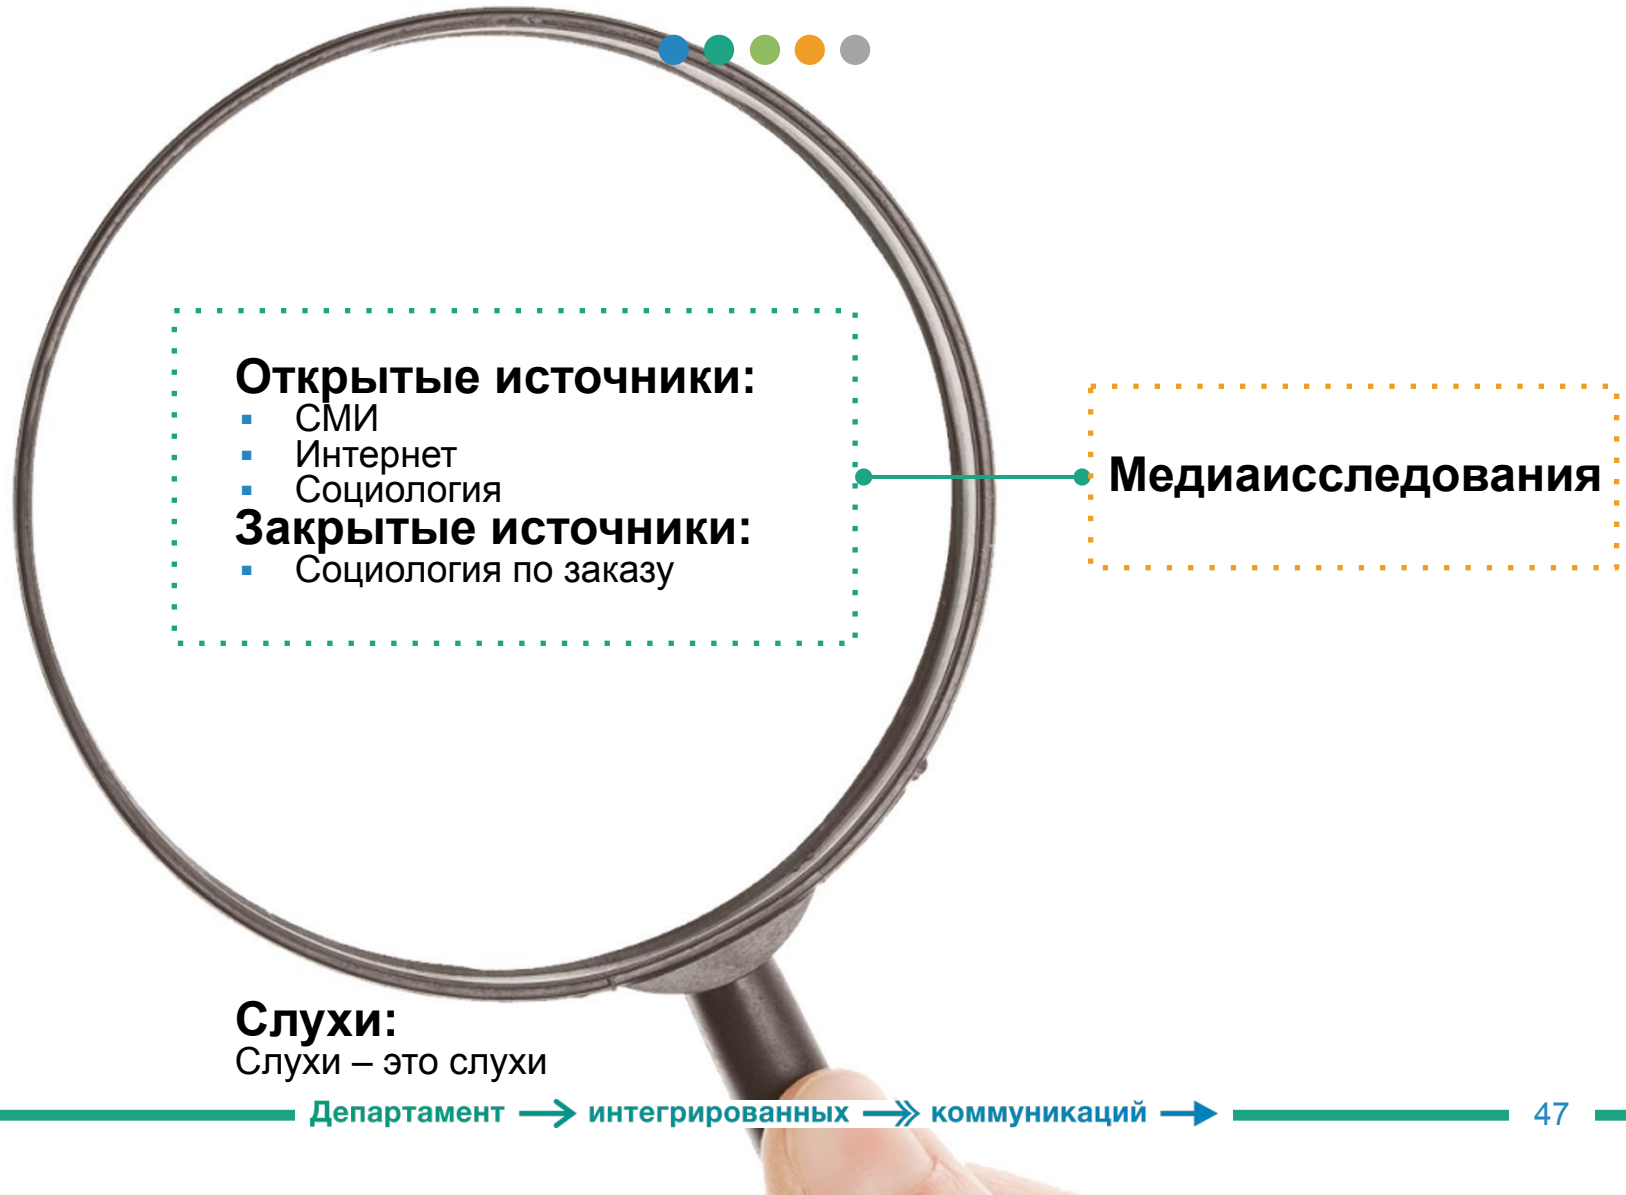 Открытые источники:
СМИ
Интернет
Социология
Закрытые источники:
Социология по заказу
Медиаисследования
Слухи:
Слухи – это слухи
Департамент интегрированных коммуникаций
47